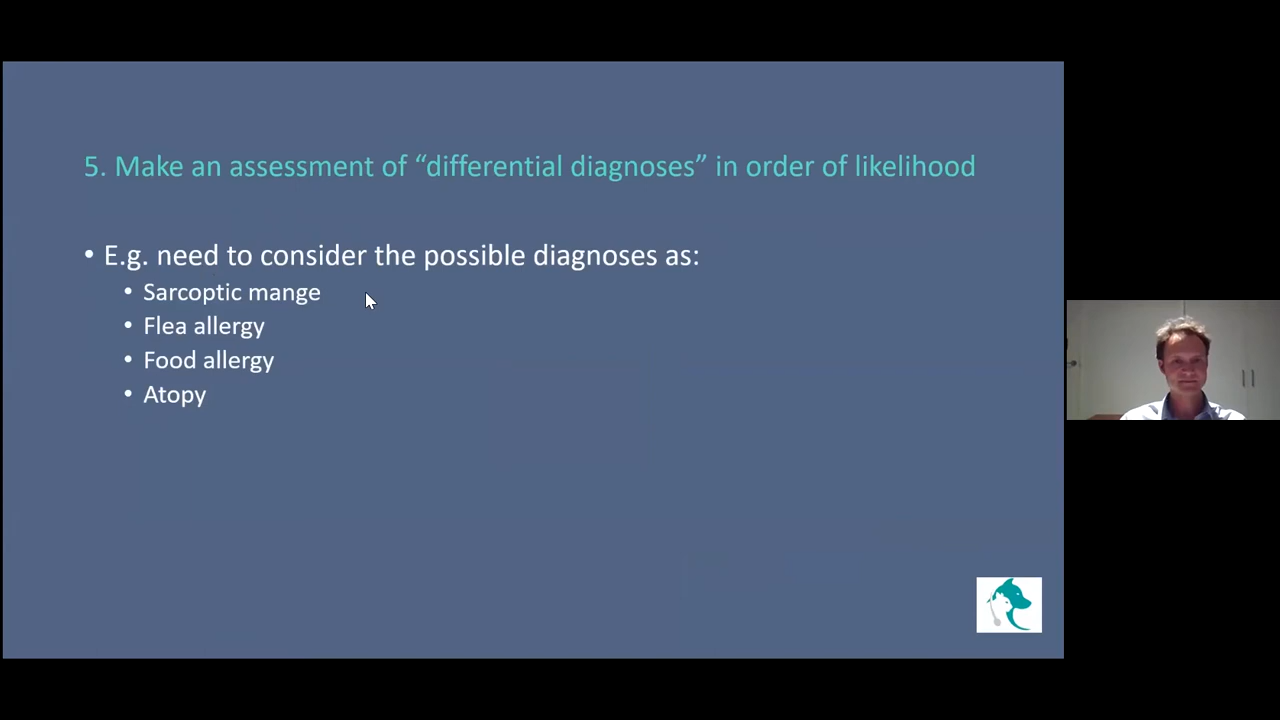 5. Make an assessment of “differential diagnoses” in order of likelihood
• E.g. need to consider the possible diagnoses as:
• Sarcoptic mange
• Flea allergy
• Food allergy
• Atopy